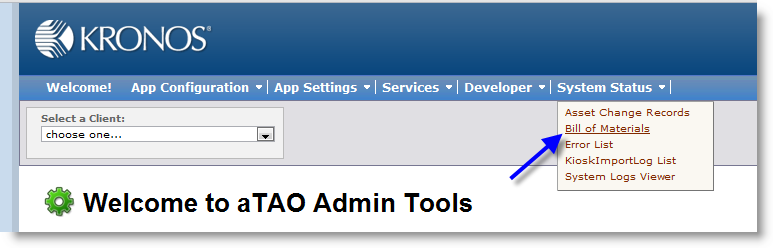 KRONOS®
Welcome! App Configuration App Settings Services Developer System Status
Select a Client:
choose one...
Asset Change Records
Bill of Materials
Error List
KioskImportLog List
System Logs Viewer
Welcome to aTAO Admin Tools